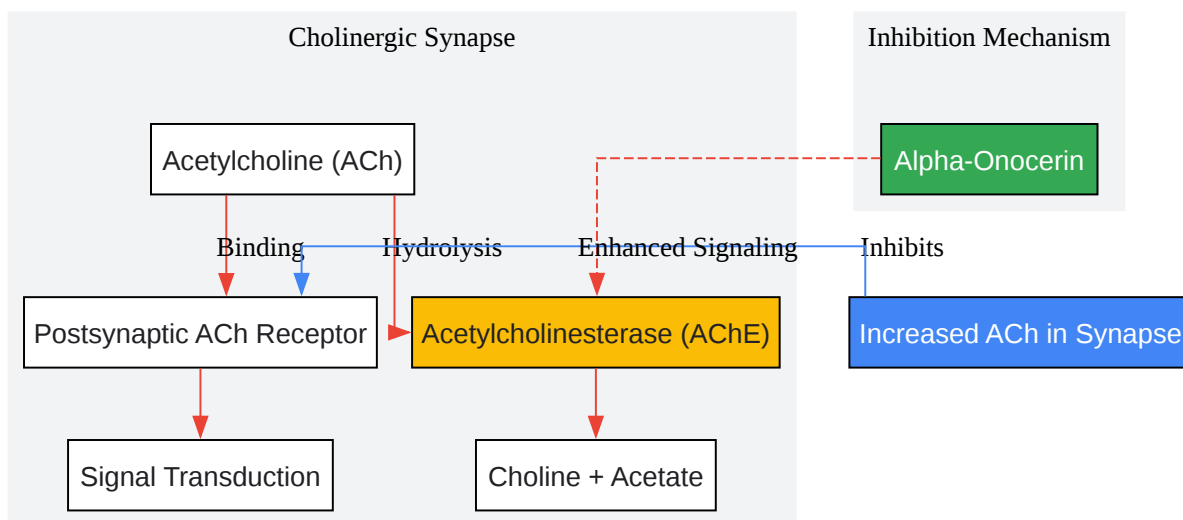 Cholinergic Synapse
Inhibition Mechanism
Acetylcholine (ACh)
Alpha-Onocerin
Binding
Hydrolysis
Enhanced Signaling
Inhibits
Postsynaptic ACh Receptor
Acetylcholinesterase (AChE)
Increased ACh in Synapse
Signal Transduction
Choline + Acetate